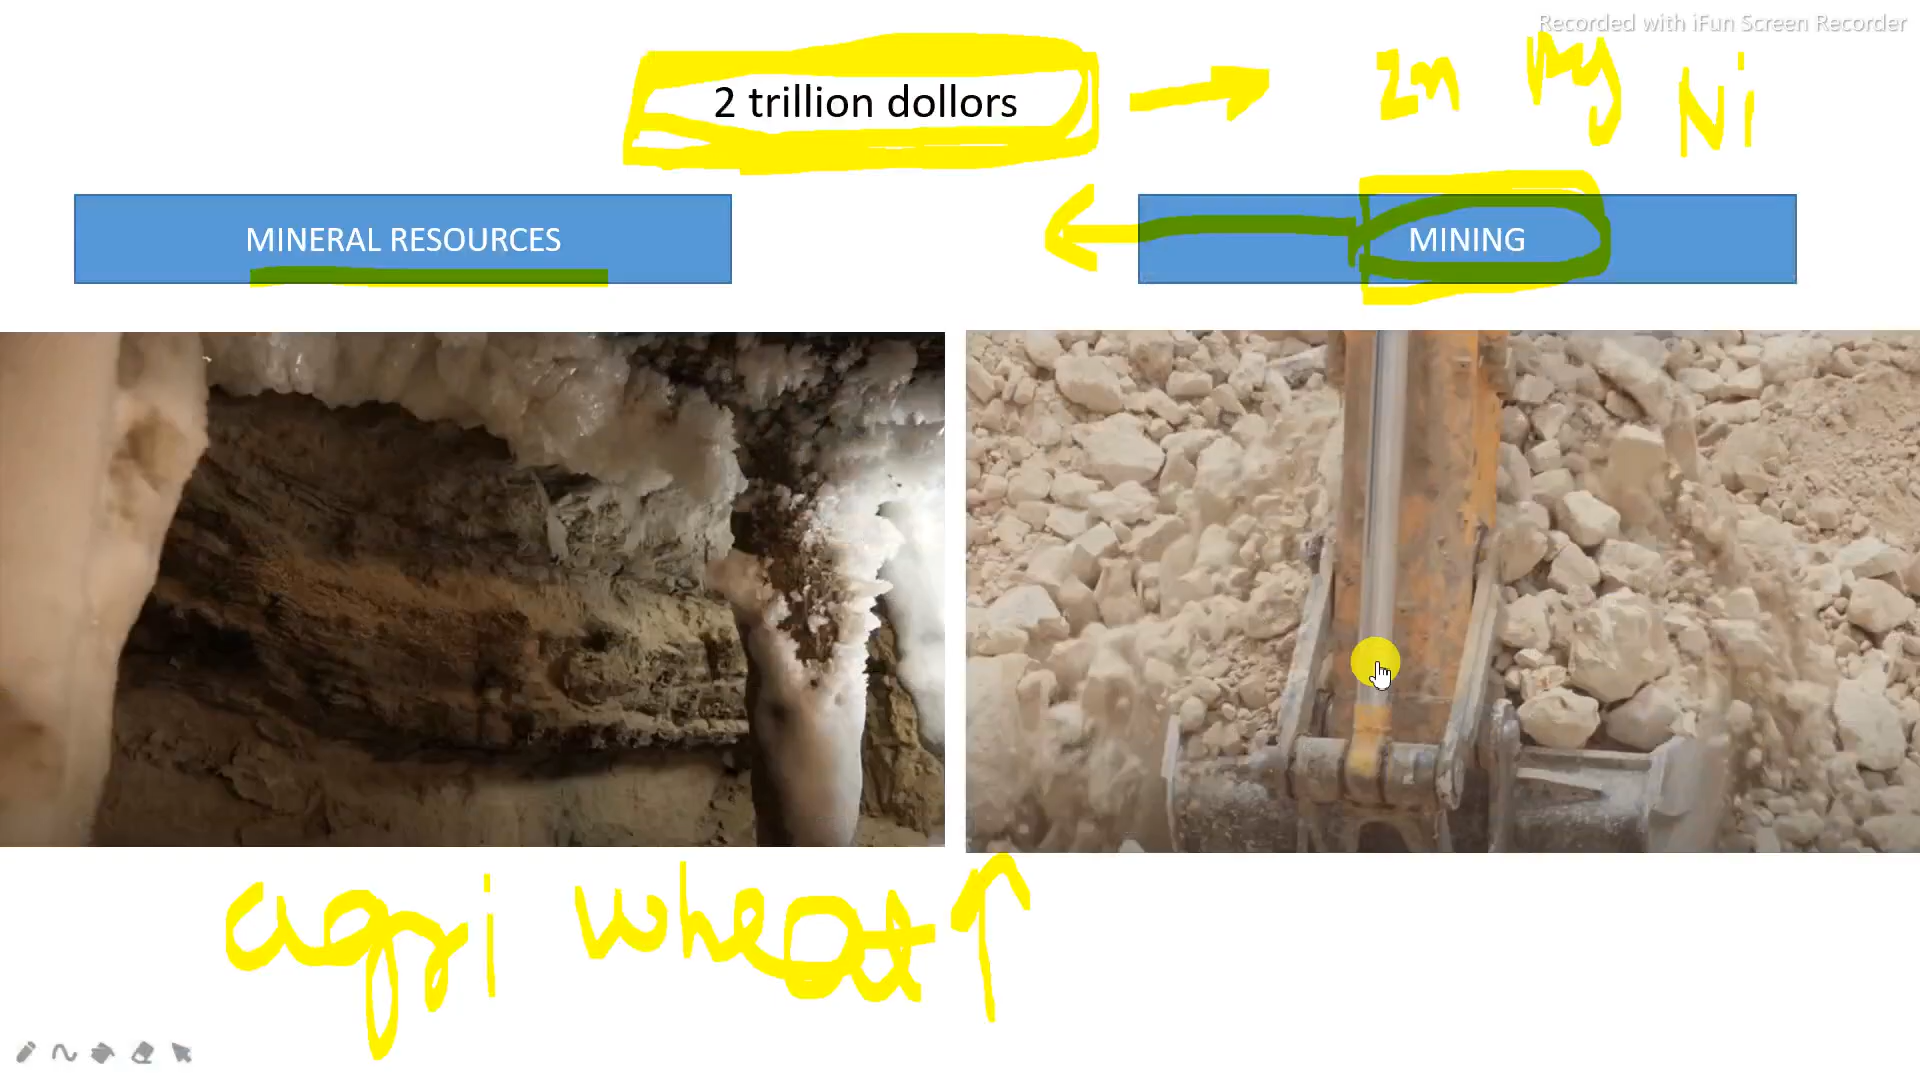 Recorded with iFun Screen Recorder
2 trillion dollors
Zn Mg Ni
MINERAL RESOURCES
MINING
agri wheat